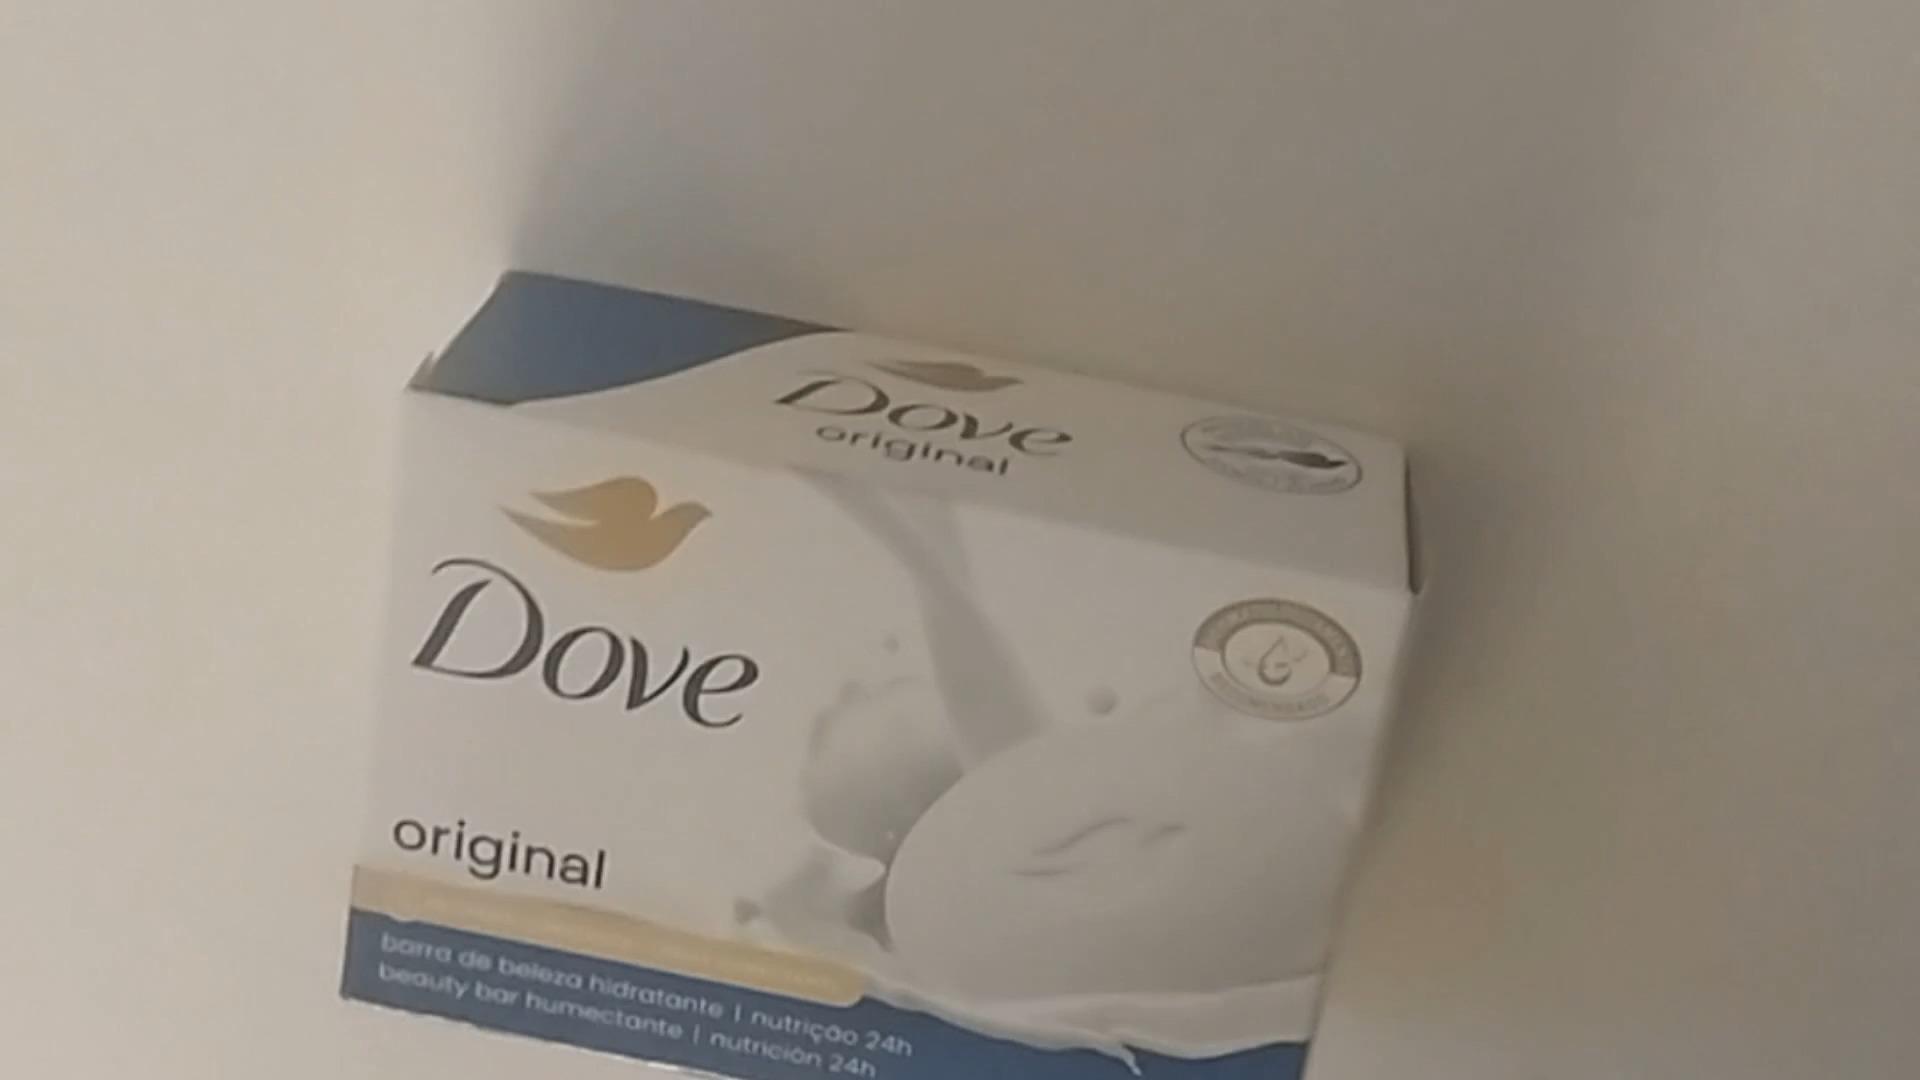 Dove
original
Dove
original
barra de beleza hidratante | nutrição 24h
beauty bar humectante | nutrición 24h